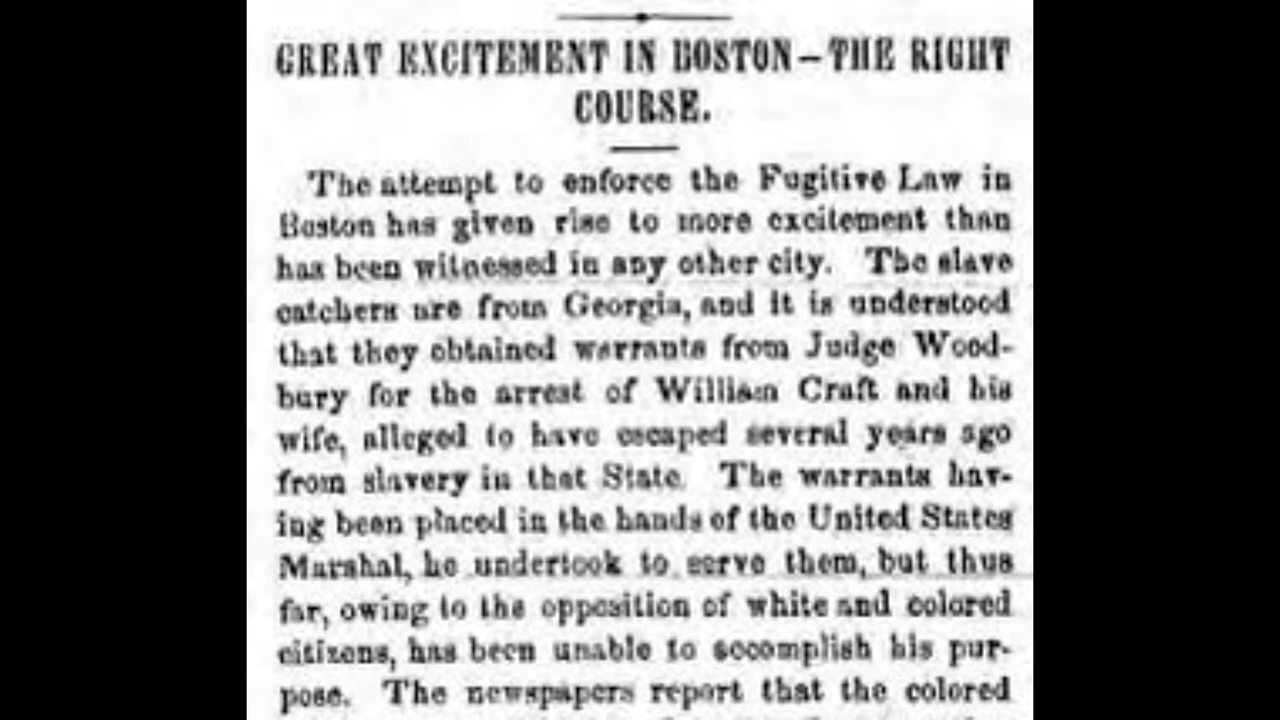 GREAT EXCITEMENT IN BOSTON—THE RIGHT
COURSE.
The attempt to enforce the Fugitive Law in
Boston has given rise to more excitement than
has been witnessed in any other city. The slave
catchers are from Georgia, and it is understood
that they obtained warrants from Judge Wood-
bury for the arrest of William Craft and his
wife, alleged to have escaped several years ago
from slavery in that State. The warrants hav-
ing been placed in the hands of the United States
Marshal, he undertook to serve them, but thus
far, owing to the opposition of white and colored
citizens, has been unable to accomplish his pur-
pose. The newspapers report that the colored